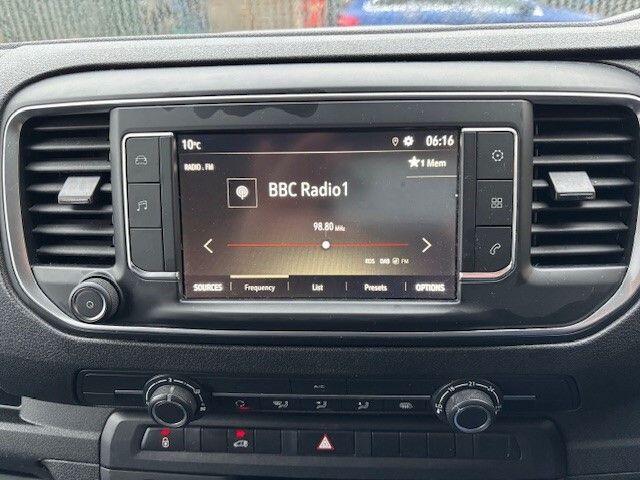 10°C 06:16
RADIO . FM 1 Mem
BBC Radio1
98.80 MHz
RDS DAB FM
SOURCES Frequency List Presets OPTIONS
A/C